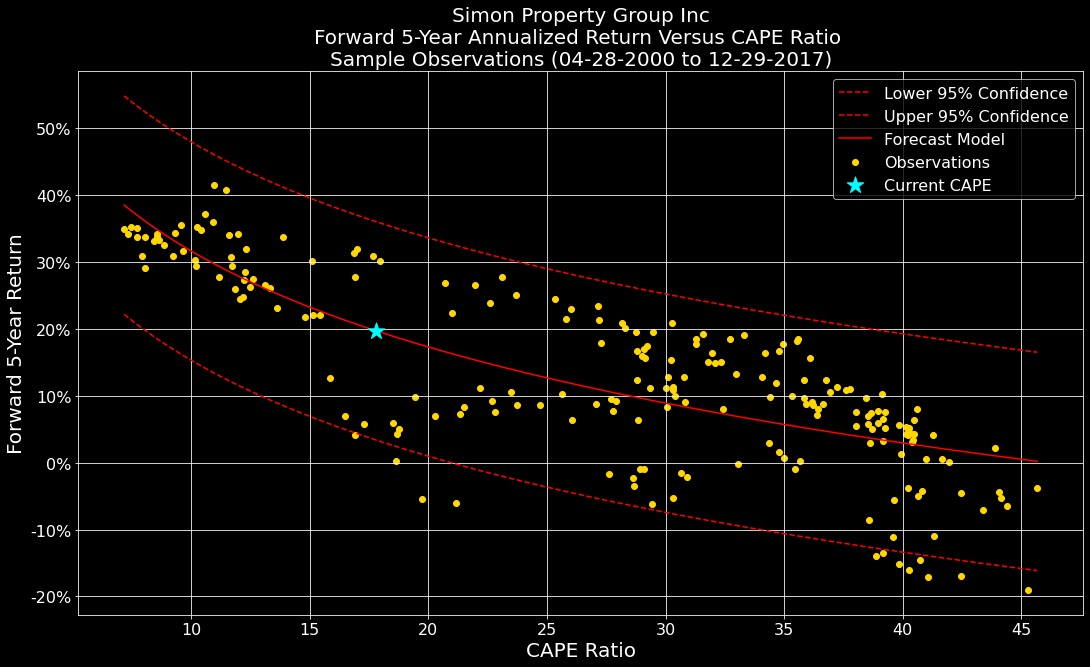 Simon Property Group Inc
Forward 5-Year Annualized Return Versus CAPE Ratio
Sample Observations (04-28-2000 to 12-29-2017)
Lower 95% Confidence
Upper 95% Confidence
Forecast Model
Observations
Current CAPE
Forward 5-Year Return
50%
40%
30%
20%
10%
0%
-10%
-20%
10 15 20 25 30 35 40 45
CAPE Ratio